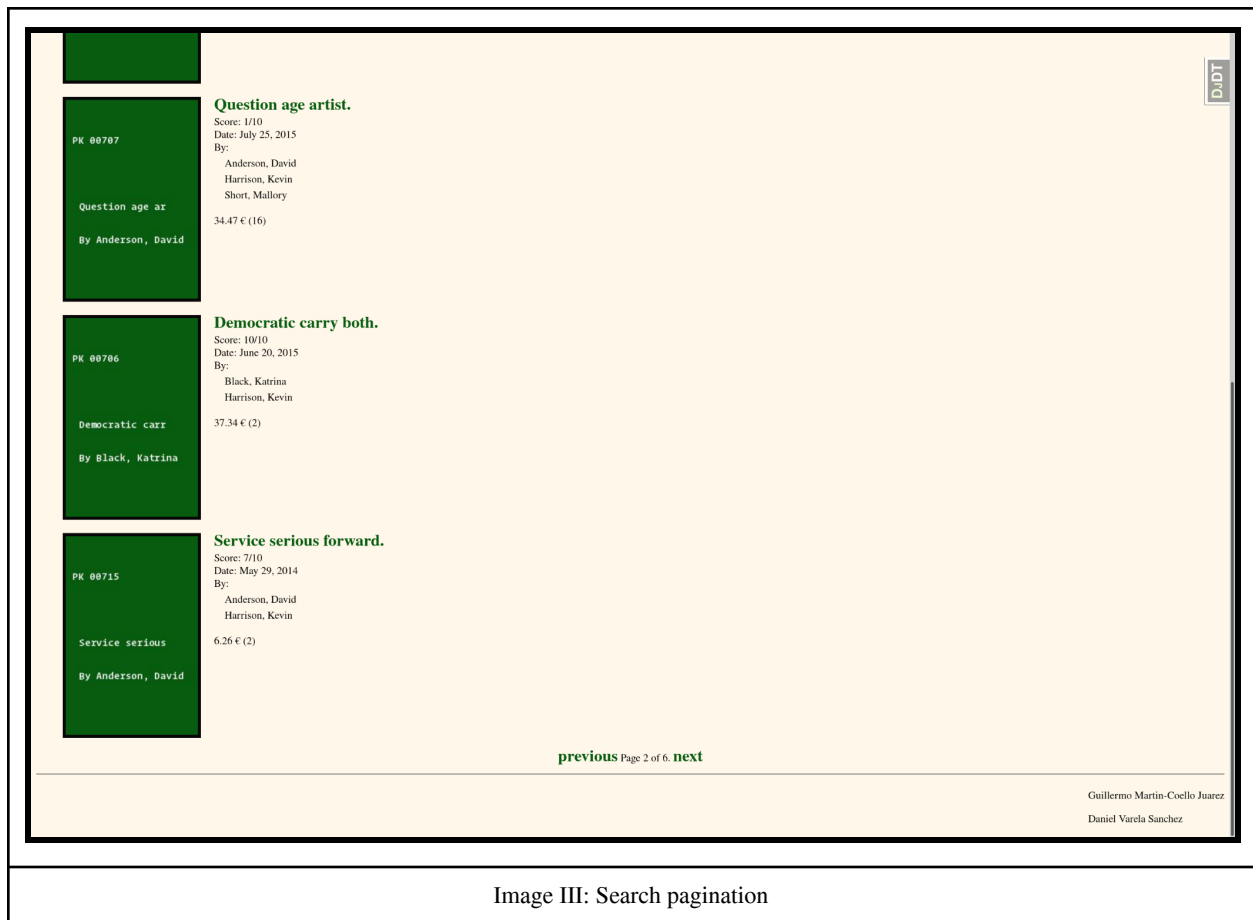 DJDT
PK 00707
Question age ar
By Anderson, David
Question age artist.
Score: 1/10
Date: July 25, 2015
By:
Anderson, David
Harrison, Kevin
Short, Mallory
34.47 € (16)
PK 00706
Democratic carr
By Black, Katrina
Democratic carry both.
Score: 10/10
Date: June 20, 2015
By:
Black, Katrina
Harrison, Kevin
37.34 € (2)
PK 00715
Service serious
By Anderson, David
Service serious forward.
Score: 7/10
Date: May 29, 2014
By:
Anderson, David
Harrison, Kevin
6.26 € (2)
previous Page 2 of 6. next
Guillermo Martin-Coello Juarez
Daniel Varela Sanchez
Image III: Search pagination